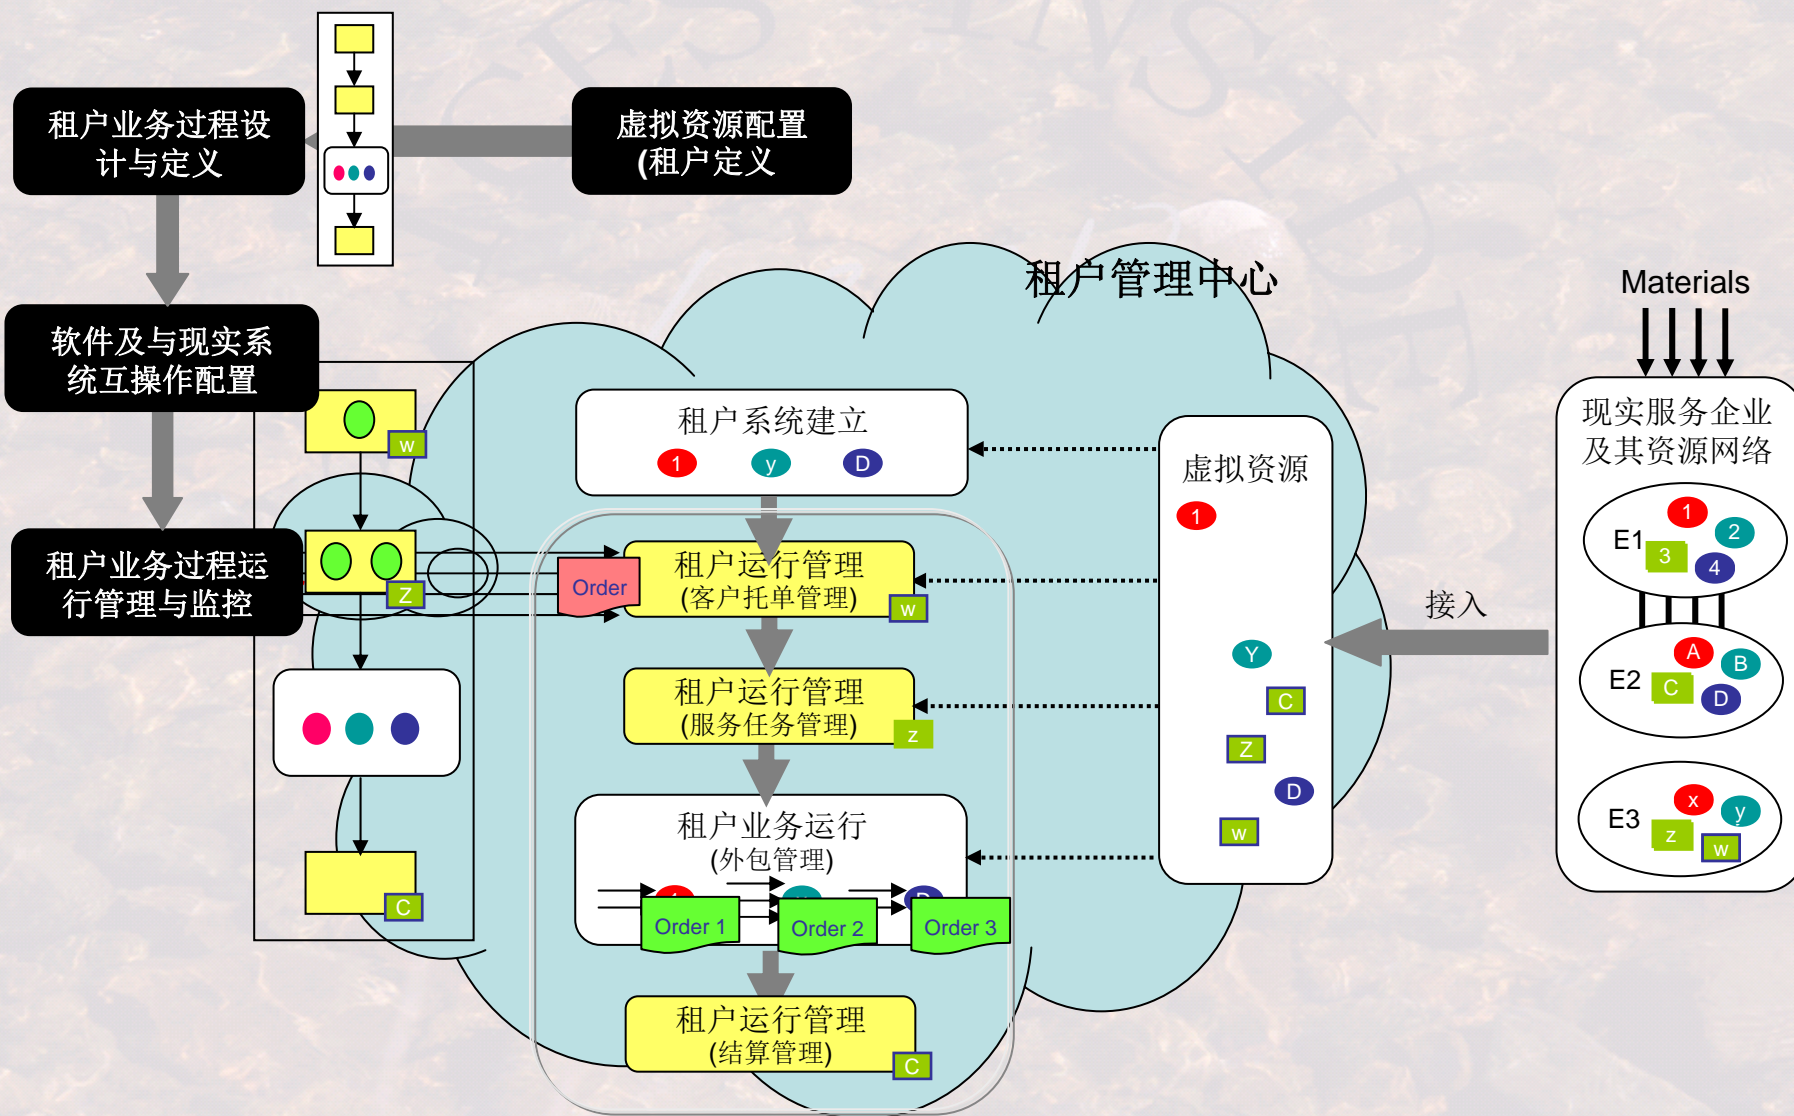 租户业务过程设
计与定义
虚拟资源配置
(租户定义
租户管理中心
Materials
软件及与现实系
统互操作配置
w
租户系统建立
1
y
D
虚拟资源
1
Y
C
Z
D
w
现实服务企业
及其资源网络
E1
1
2
3
4
E2
A
B
C
D
E3
x
y
z
w
接入
租户业务过程运
行管理与监控
Z
Order
租户运行管理
(客户托单管理)
w
租户运行管理
(服务任务管理)
z
租户业务运行
(外包管理)
Order 1
Order 2
Order 3
C
租户运行管理
(结算管理)
C